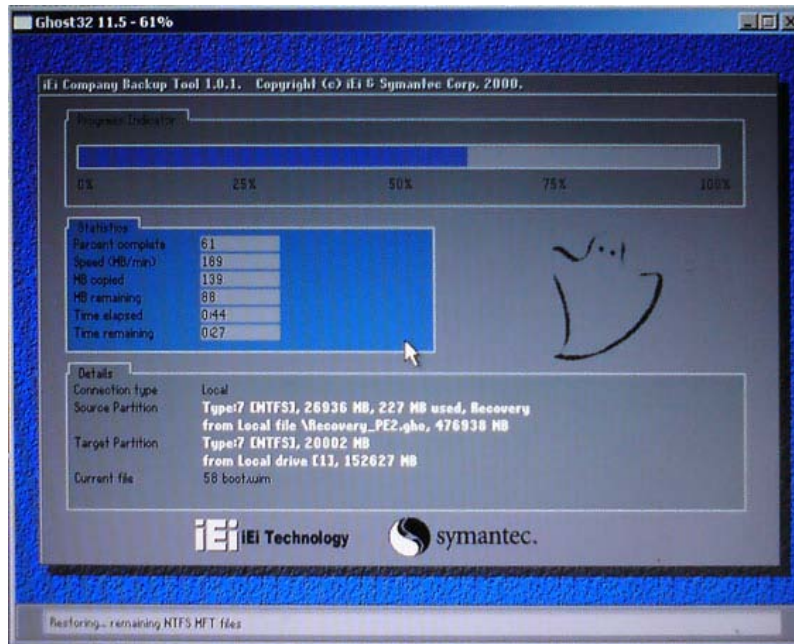 Ghost32 11.5 - 61%
iEi Company Backup Tool 1.0.1. Copyright (c) iEi & Symantec Corp, 2000.
Progress Indicator
0% 25% 50% 75% 100%
Statistics
Percent complete 61
Speed (MB/min) 189
MB copied 139
MB remaining 88
Time elapsed 0:44
Time remaining 0:27
Details
Connection type Local
Source Partition Type:7 [NTFS], 26936 MB, 227 MB used, Recovery
from Local file \Recovery_PE2.gho, 476938 MB
Target Partition Type:7 [NTFS], 20002 MB
from Local drive [1], 152627 MB
Current file 58 boot.wim
iEi iEi Technology symantec.
Restoring... remaining NTFS MFT files